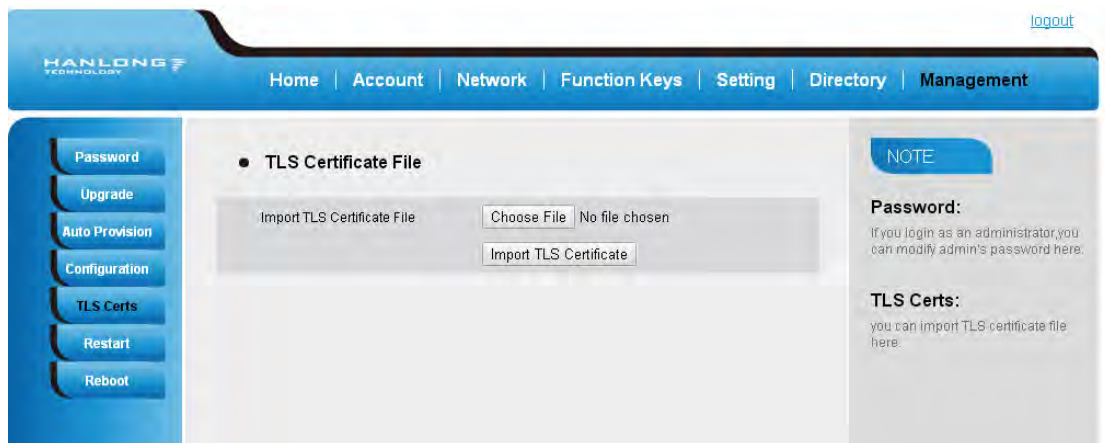 logout
HANLONG
TECHNOLOGY
Home | Account | Network | Function Keys | Setting | Directory | Management
Password
Upgrade
Auto Provision
Configuration
TLS Certs
Restart
Reboot
TLS Certificate File
Import TLS Certificate File Choose File No file chosen
Import TLS Certificate
NOTE
Password:
If you login as an administrator,you
can modify admin's password here.
TLS Certs:
you can import TLS certificate file
here